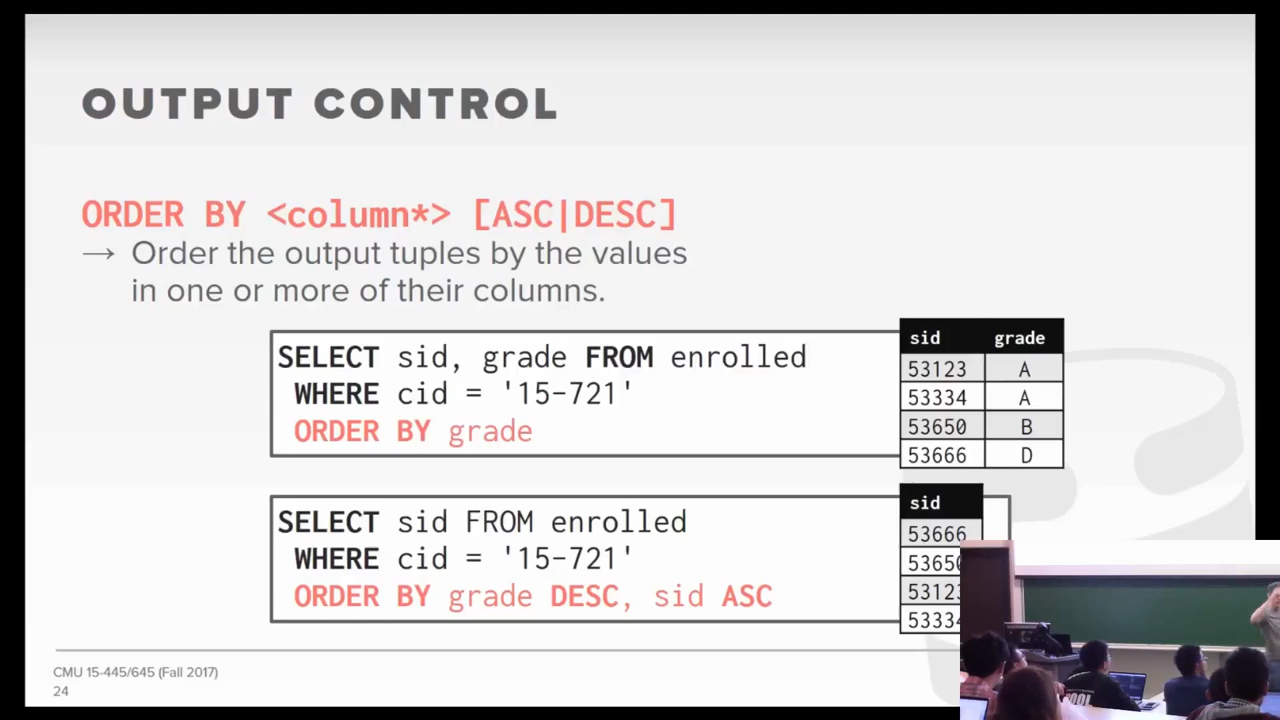 OUTPUT CONTROL
ORDER BY <column*> [ASC|DESC]
→ Order the output tuples by the values
in one or more of their columns.
SELECT sid, grade FROM enrolled
WHERE cid = '15-721'
ORDER BY grade
sid grade
53123 A
53334 A
53650 B
53666 D
SELECT sid FROM enrolled
WHERE cid = '15-721'
ORDER BY grade DESC, sid ASC
sid
53666
53650
53123
53334
CMU 15-445/645 (Fall 2017)
24